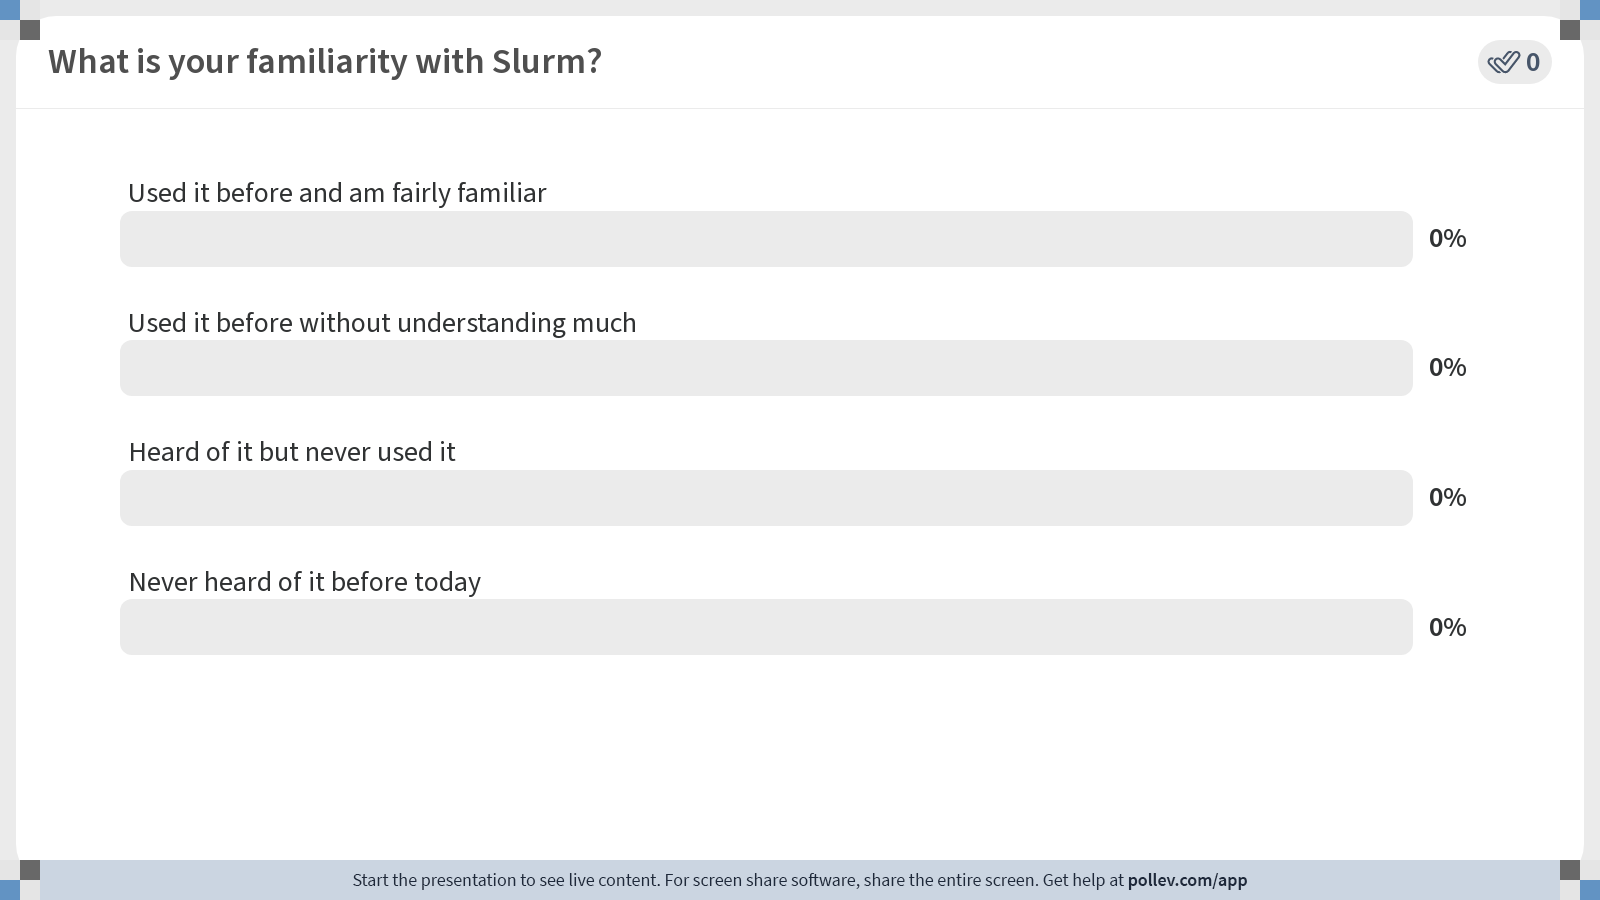 What is your familiarity with Slurm?
0
Used it before and am fairly familiar
0%
Used it before without understanding much
0%
Heard of it but never used it
0%
Never heard of it before today
0%
Start the presentation to see live content. For screen share software, share the entire screen. Get help at pollev.com/app